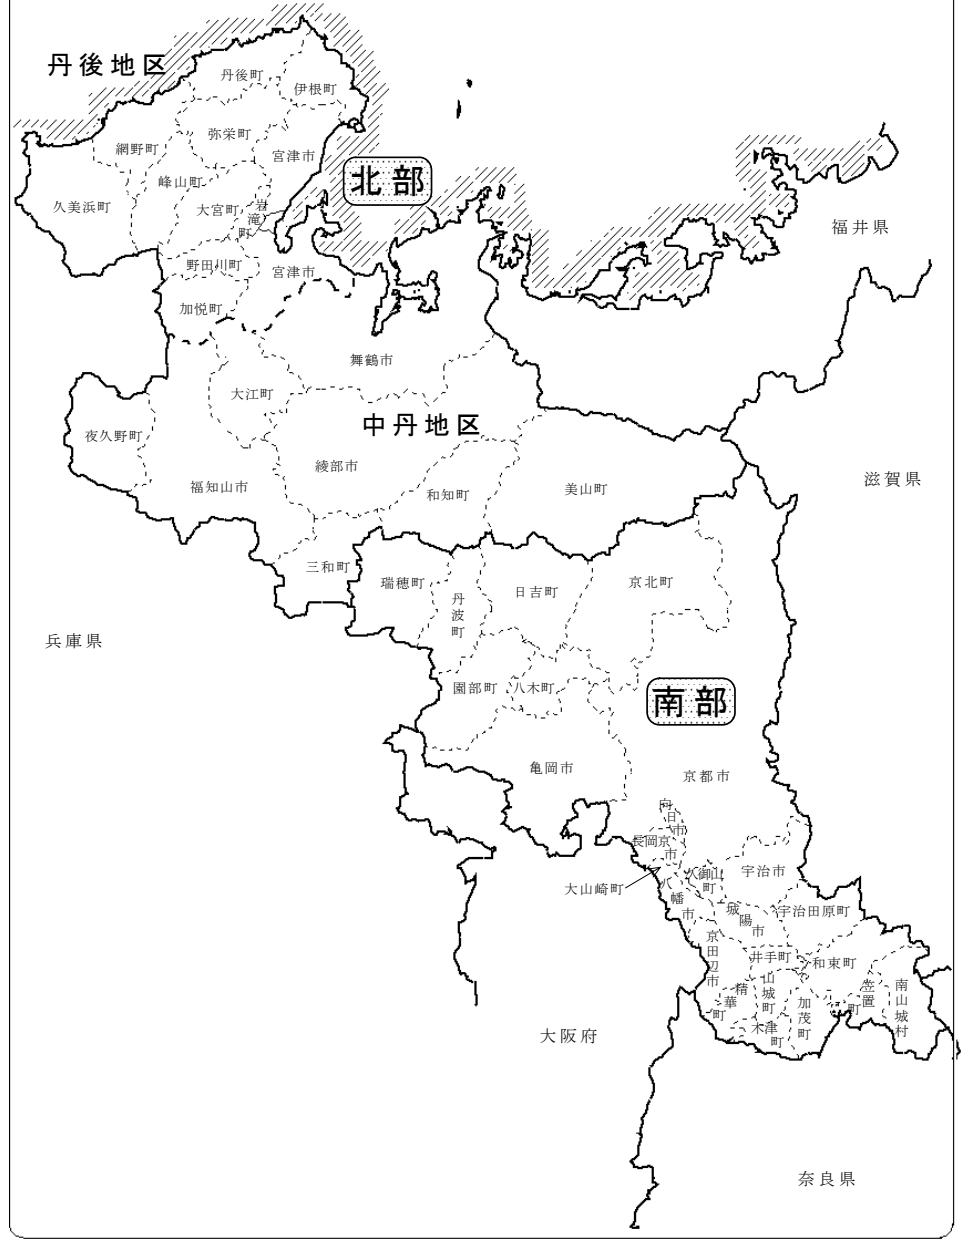 丹後地区
丹後町
伊根町
網野町
弥栄町
宮津市
峰山町
北部
久美浜町
大宮町
岩滝町
福井県
野田川町
宮津市
加悦町
舞鶴市
大江町
中丹地区
夜久野町
綾部市
福知山市
和知町
美山町
滋賀県
三和町
瑞穂町
日吉町
京北町
丹波町
兵庫県
園部町
八木町
南部
亀岡市
京都市
向日市
長岡京市
大山崎町
八幡市
久御山町
宇治市
城陽市
宇治田原町
京田辺市
井手町
和束町
山城町
精華町
加茂町
笠置町
南山城村
木津町
大阪府
奈良県